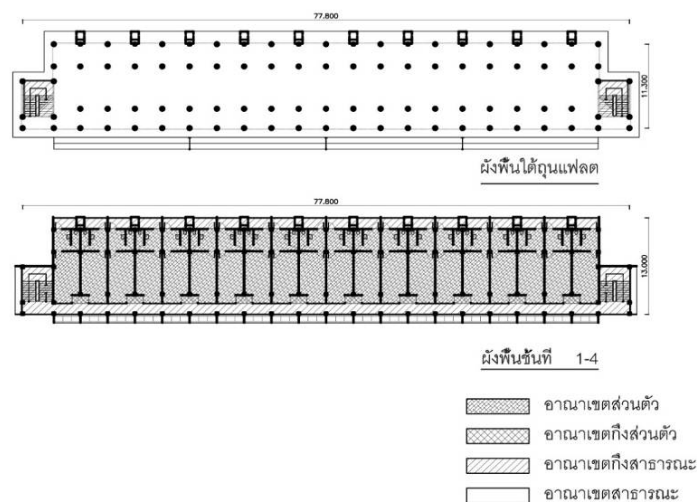 77.800
11.300
ผังพื้นใต้ถุนแฟลต
77.800
13.000
ผังพื้นชั้นที่ 1-4
อาณาเขตส่วนตัว
อาณาเขตกึ่งส่วนตัว
อาณาเขตกึ่งสาธารณะ
อาณาเขตสาธารณะ